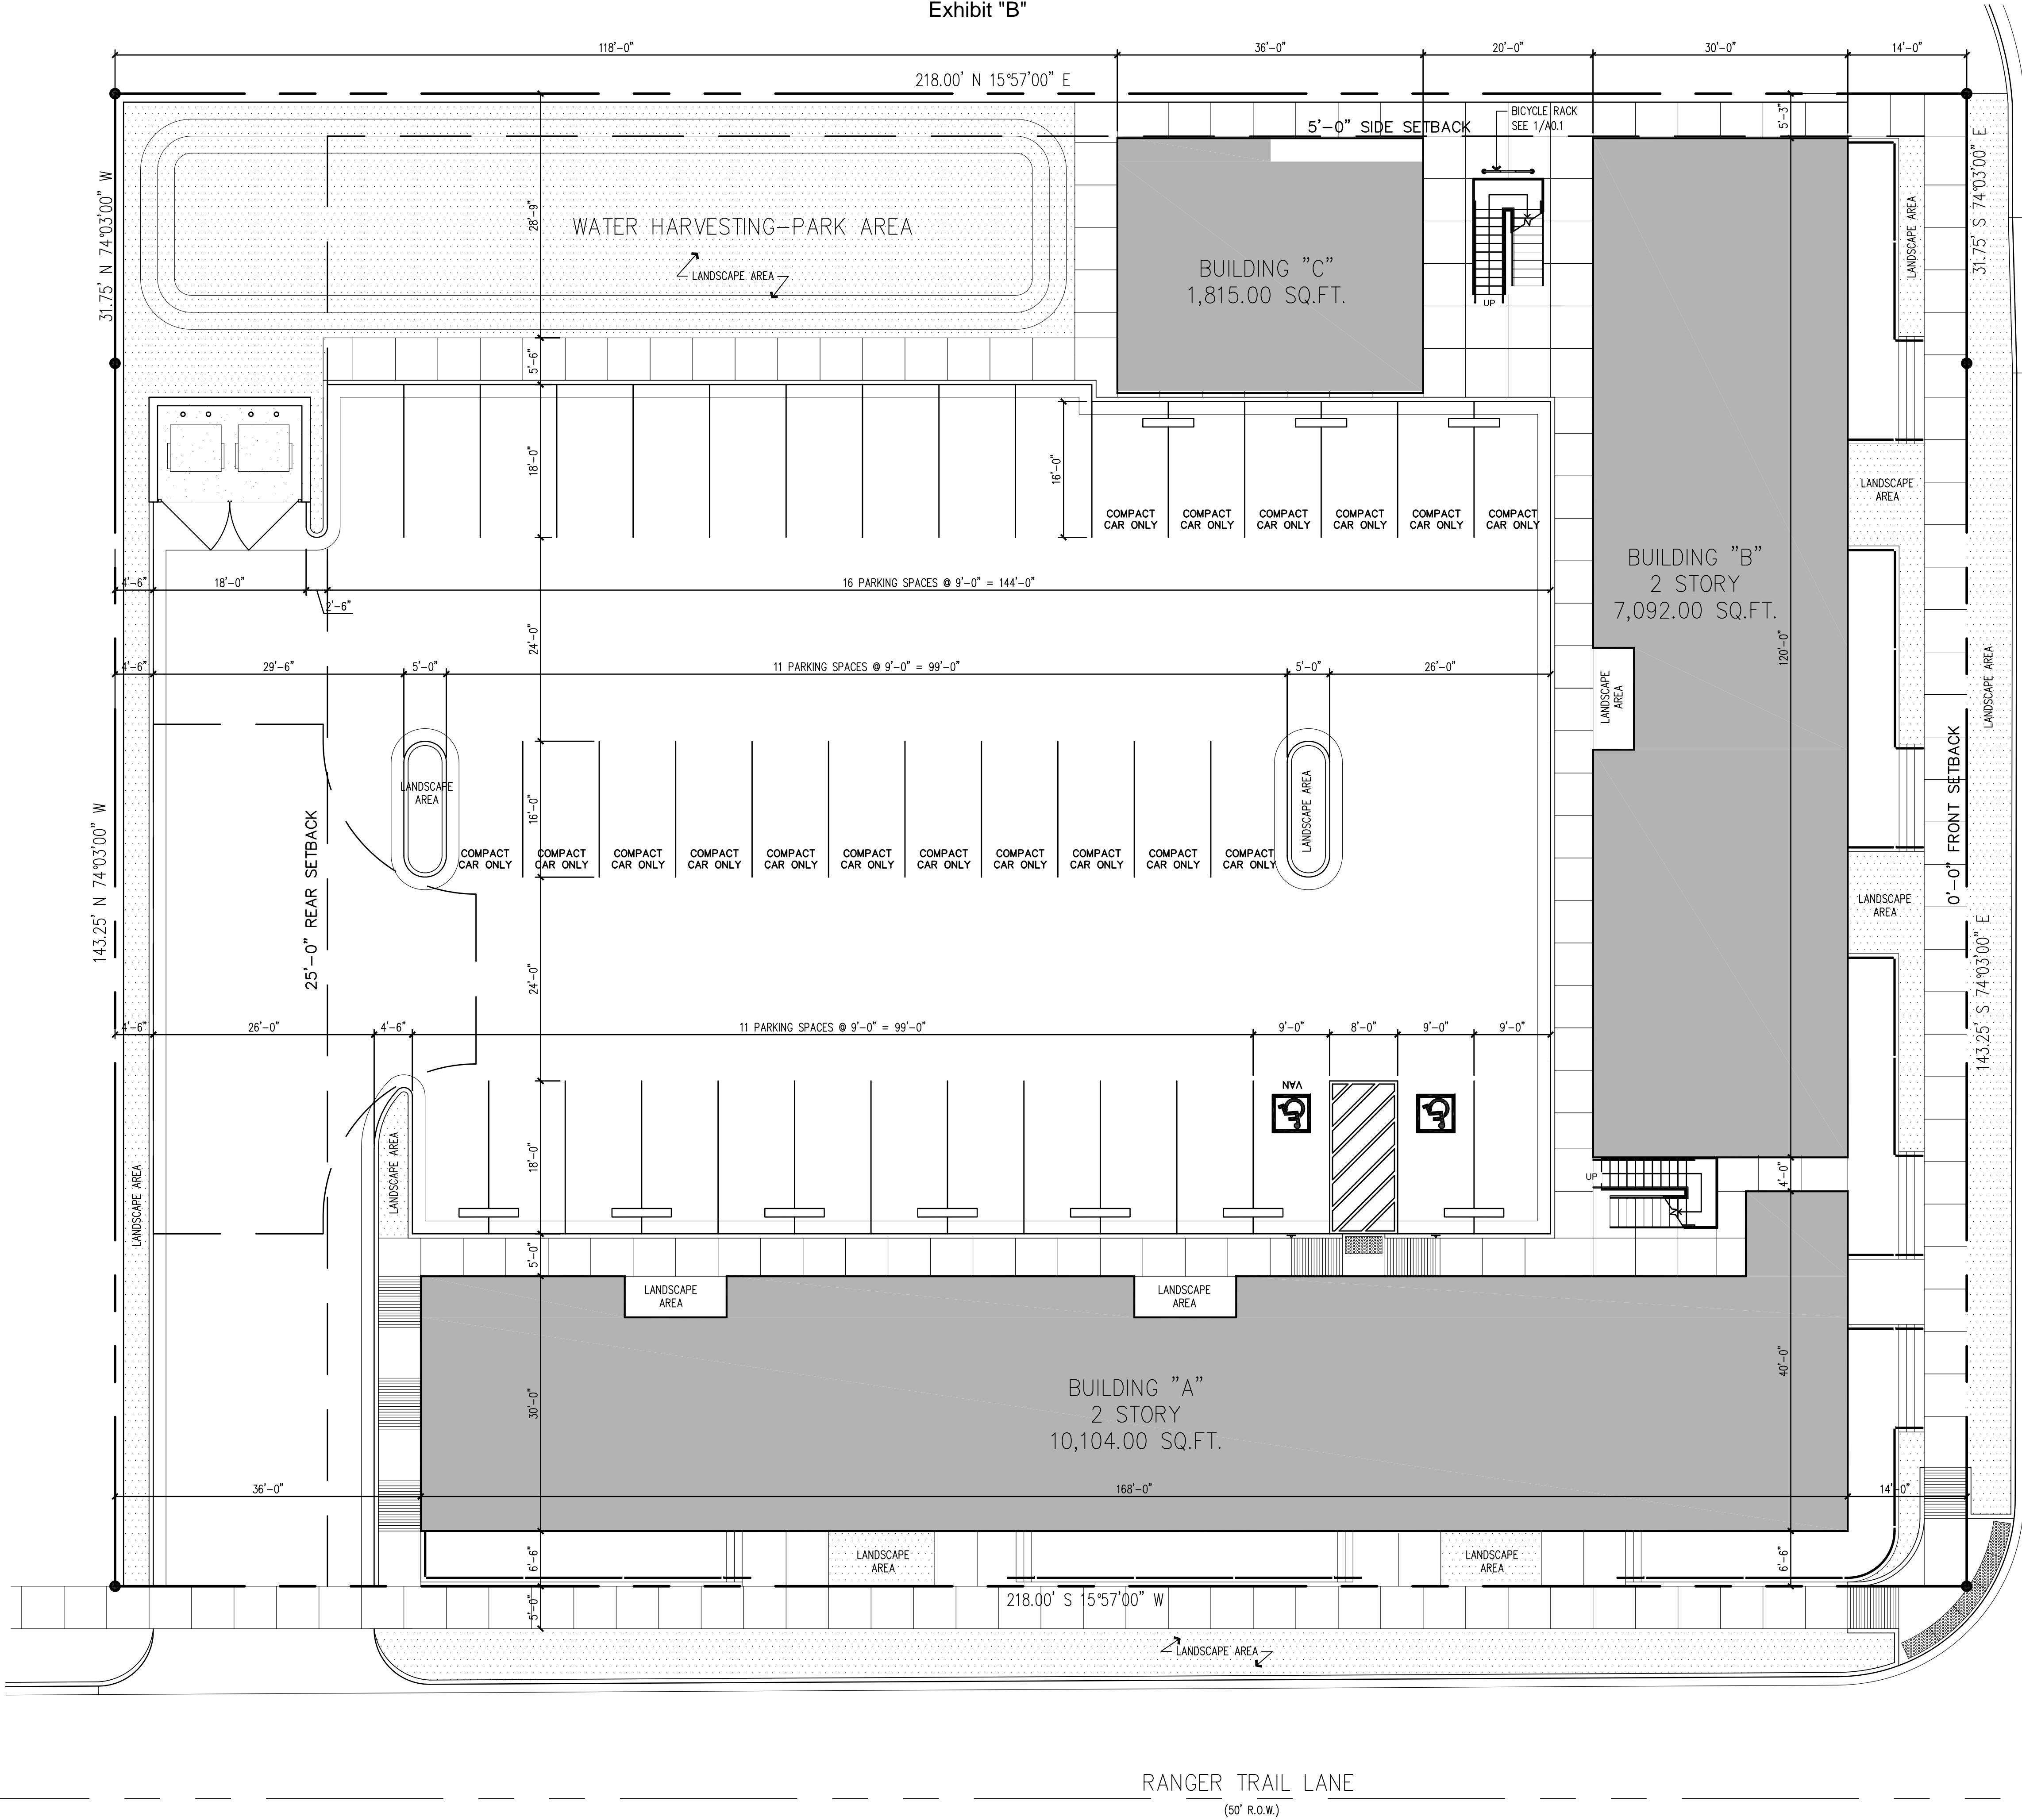 Exhibit "B"
118'-0"
36'-0"
20'-0"
30'-0"
14'-0"
218.00' N 15°57'00" E
BICYCLE RACK
SEE 1/A0.1
5'-0" SIDE SETBACK
5'-3"
31.75' N 74°03'00" W
31.75' S 74°03'00" E
28'-9"
WATER HARVESTING-PARK AREA
LANDSCAPE AREA
BUILDING "C"
1,815.00 SQ.FT.
N
UP
LANDSCAPE AREA
5'-6"
18'-0"
16'-0"
COMPACT
CAR ONLY
COMPACT
CAR ONLY
COMPACT
CAR ONLY
COMPACT
CAR ONLY
COMPACT
CAR ONLY
COMPACT
CAR ONLY
LANDSCAPE
AREA
BUILDING "B"
2 STORY
7,092.00 SQ.FT.
120'-0"
4'-6"
18'-0"
2'-6"
16 PARKING SPACES @ 9'-0" = 144'-0"
24'-0"
4'-6"
29'-6"
5'-0"
11 PARKING SPACES @ 9'-0" = 99'-0"
5'-0"
26'-0"
LANDSCAPE
AREA
LANDSCAPE AREA
LANDSCAPE
AREA
16'-0"
LANDSCAPE AREA
COMPACT
CAR ONLY
COMPACT
CAR ONLY
COMPACT
CAR ONLY
COMPACT
CAR ONLY
COMPACT
CAR ONLY
COMPACT
CAR ONLY
COMPACT
CAR ONLY
COMPACT
CAR ONLY
COMPACT
CAR ONLY
COMPACT
CAR ONLY
COMPACT
CAR ONLY
0'-0" FRONT SETBACK
LANDSCAPE
AREA
143.25' N 74°03'00" W
25'-0" REAR SETBACK
143.25' S 74°03'00" E
24'-0"
4'-6"
26'-0"
4'-6"
11 PARKING SPACES @ 9'-0" = 99'-0"
9'-0"
8'-0"
9'-0"
9'-0"
VAN
LANDSCAPE AREA
LANDSCAPE AREA
18'-0"
UP
N
4'-0"
5'-0"
LANDSCAPE
AREA
LANDSCAPE
AREA
30'-0"
BUILDING "A"
2 STORY
10,104.00 SQ.FT.
40'-0"
36'-0"
168'-0"
14'-0"
6'-6"
LANDSCAPE
AREA
LANDSCAPE
AREA
6'-6"
5'-0"
218.00' S 15°57'00" W
LANDSCAPE AREA
RANGER TRAIL LANE
(50' R.O.W.)